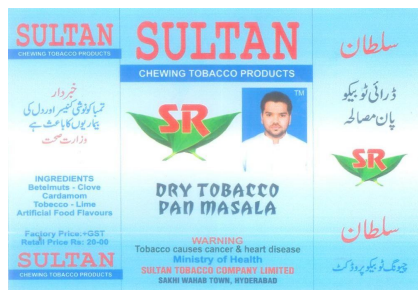 SULTAN
CHEWING TOBACCO PRODUCTS
خبردار
تمباکو نوشی کینسر اور دل کی
بیماریوں کا باعث ہے
وزارت صحت
INGREDIENTS
Betelnuts - Clove
Cardamom
Tobecco - Lime
Artificial Food Flavours
Factory Price:+GST
Retail Price Rs: 20-00
SULTAN
CHEWING TOBACCO PRODUCTS
SULTAN
CHEWING TOBACCO PRODUCTS
TM
SR
DRY TOBACCO
PAN MASALA
WARNING
Tobacco causes cancer & heart disease
Ministry of Health
SULTAN TOBACCO COMPANY LIMITED
SAKHI WAHAB TOWN, HYDERABAD
سلطان
ڈرائی ٹوبیکو
پان مصالحہ
SR
سلطان
چیونگ ٹوبیکو پروڈکٹ